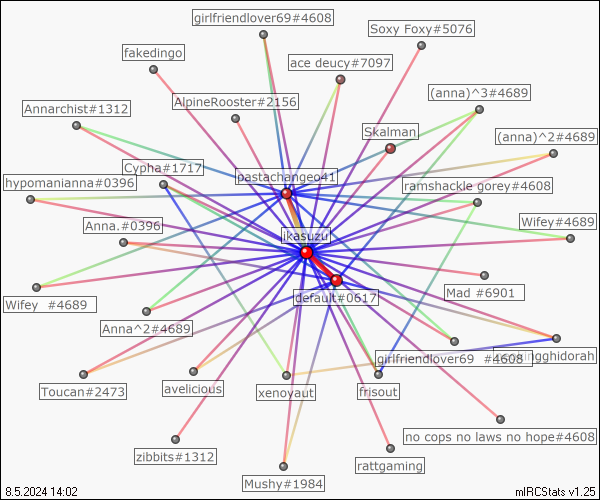 girlfriendlover69#4608
Soxy Foxy#5076
fakedingo
ace deucy#7097
(anna)^3#4689
Annarchist#1312
AlpineRooster#2156
Skalman
(anna)^2#4689
Cypha#1717
pastachangeo41
hypomanianna#0396
ramshackle gorey#4608
Anna.#0396
ikasuzu
Wifey#4689
Mad #6901
default#0617
Wifey  #4689
Anna^2#4689
girlfriendlover69  #4608
ghidorah
Toucan#2473
avelicious
xenoyaut
frisout
no cops no laws no hope#4608
zibbits#1312
rattgaming
Mushy#1984
8.5.2024 14:02
mIRCStats v1.25